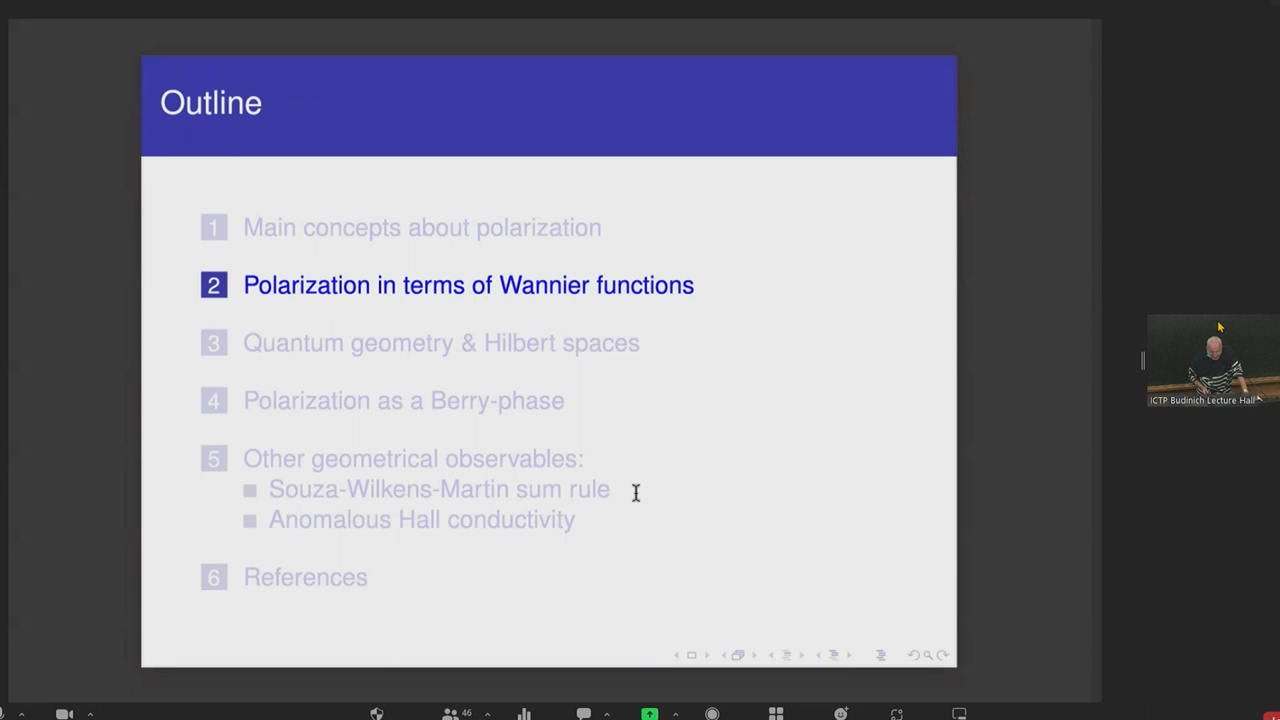 Outline
1 Main concepts about polarization
2 Polarization in terms of Wannier functions
3 Quantum geometry & Hilbert spaces
4 Polarization as a Berry-phase
5 Other geometrical observables:
Souza-Wilkens-Martin sum rule
Anomalous Hall conductivity
6 References
ICTP Budinich Lecture Hall
46